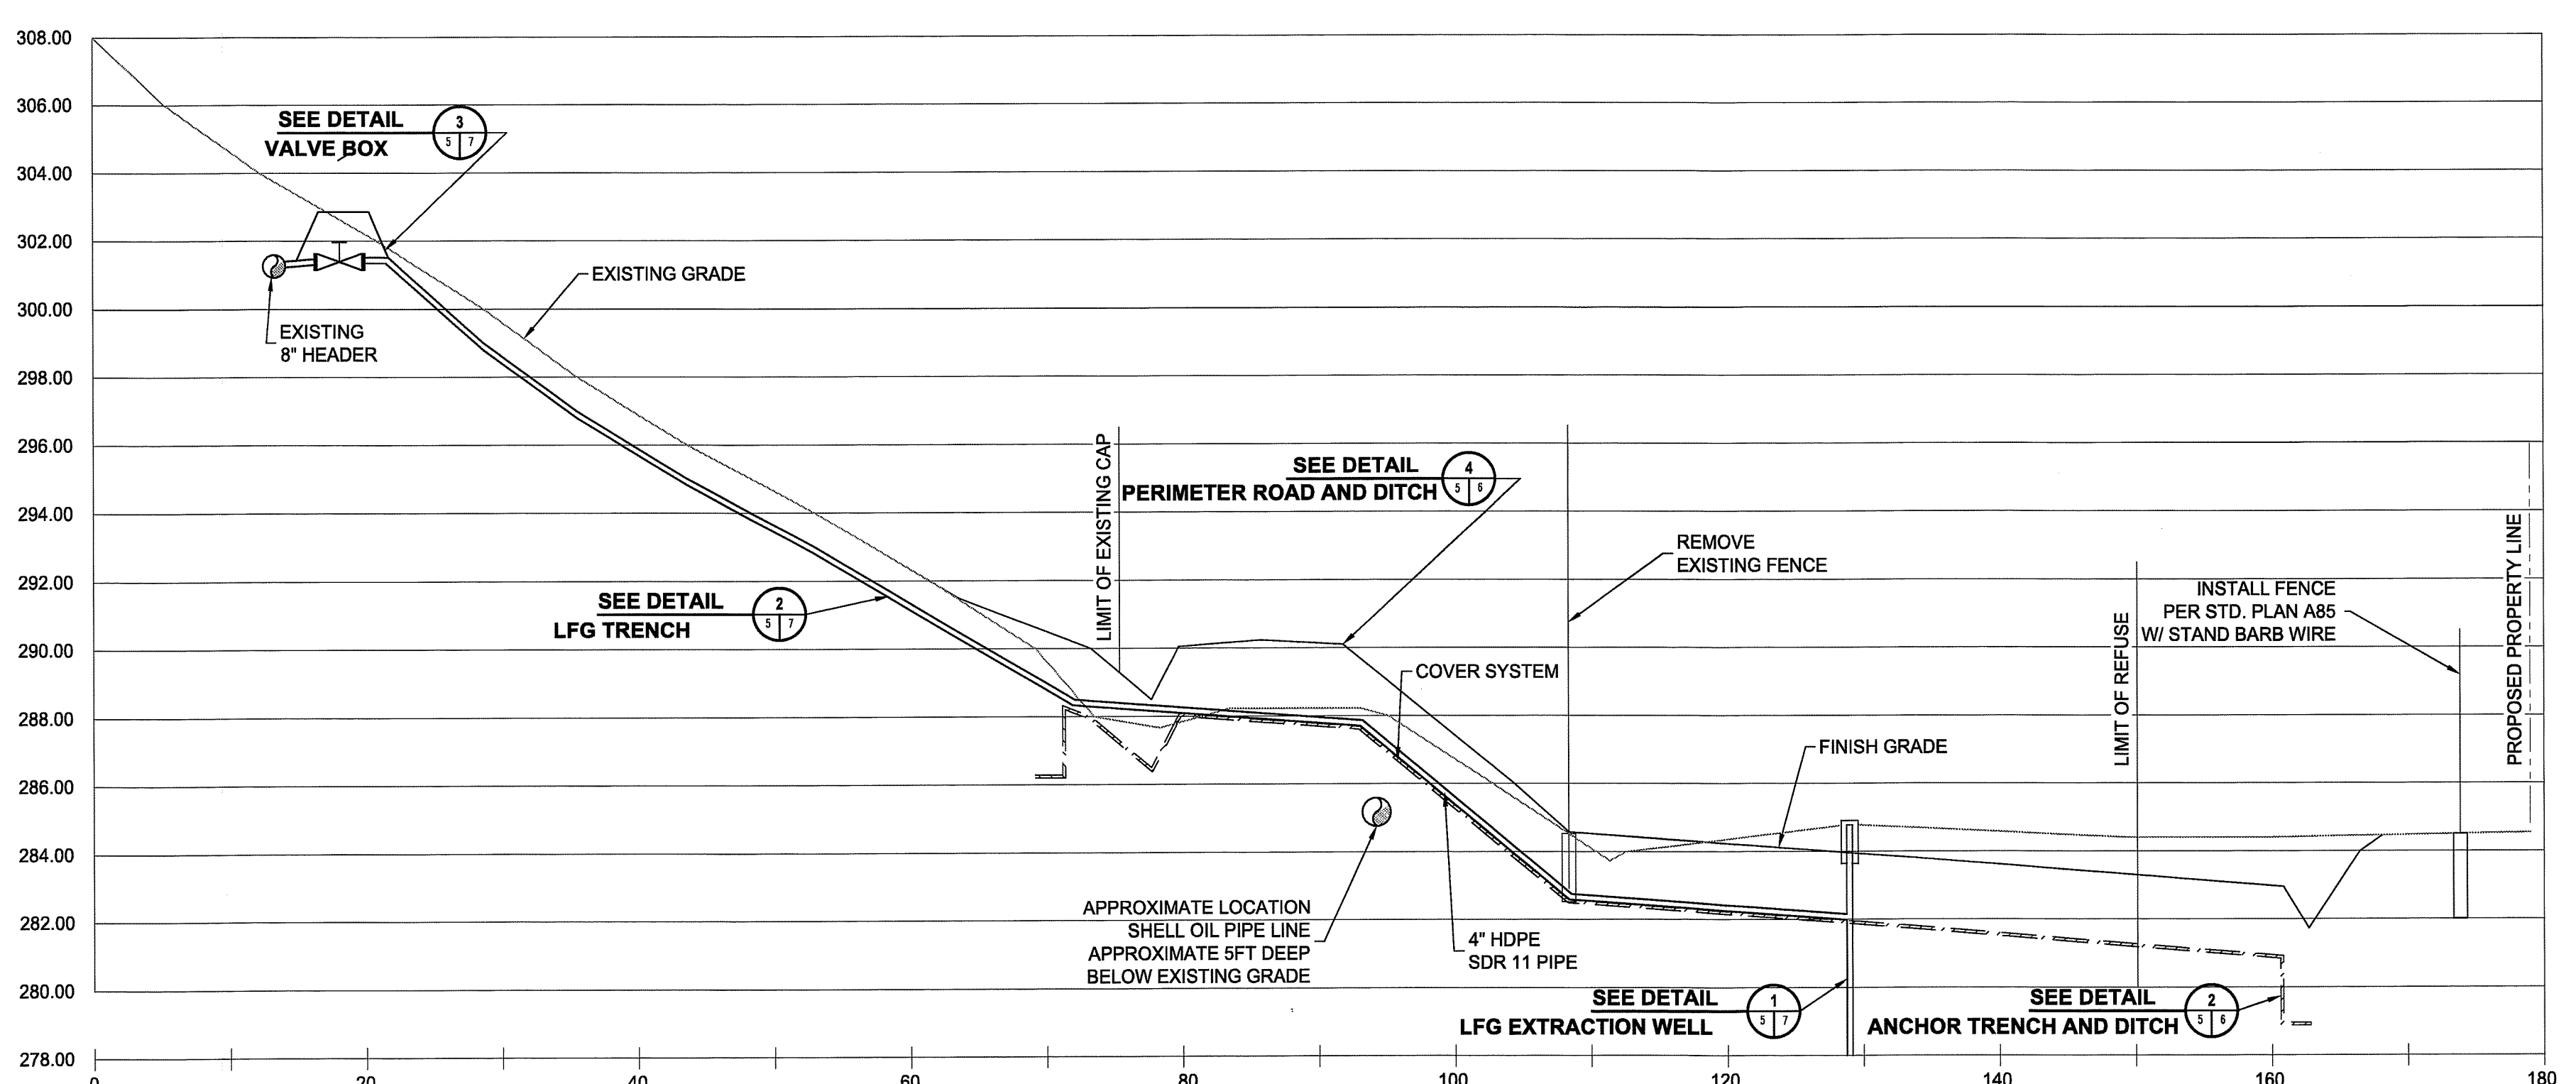 308.00
306.00
304.00
302.00
300.00
298.00
296.00
294.00
292.00
290.00
288.00
286.00
284.00
282.00
280.00
278.00
SEE DETAIL
VALVE BOX
3
5 7
EXISTING GRADE
EXISTING
8" HEADER
SEE DETAIL
LFG TRENCH
2
5 7
LIMIT OF EXISTING CAP
SEE DETAIL
PERIMETER ROAD AND DITCH
4
5 6
REMOVE
EXISTING FENCE
COVER SYSTEM
FINISH GRADE
LIMIT OF REFUSE
INSTALL FENCE
PER STD. PLAN A85
W/ STAND BARB WIRE
PROPOSED PROPERTY LINE
APPROXIMATE LOCATION
SHELL OIL PIPE LINE
APPROXIMATE 5FT DEEP
BELOW EXISTING GRADE
4" HDPE
SDR 11 PIPE
SEE DETAIL
LFG EXTRACTION WELL
1
5 7
SEE DETAIL
ANCHOR TRENCH AND DITCH
2
5 6
0 20 40 60 80 100 120 140 160 180